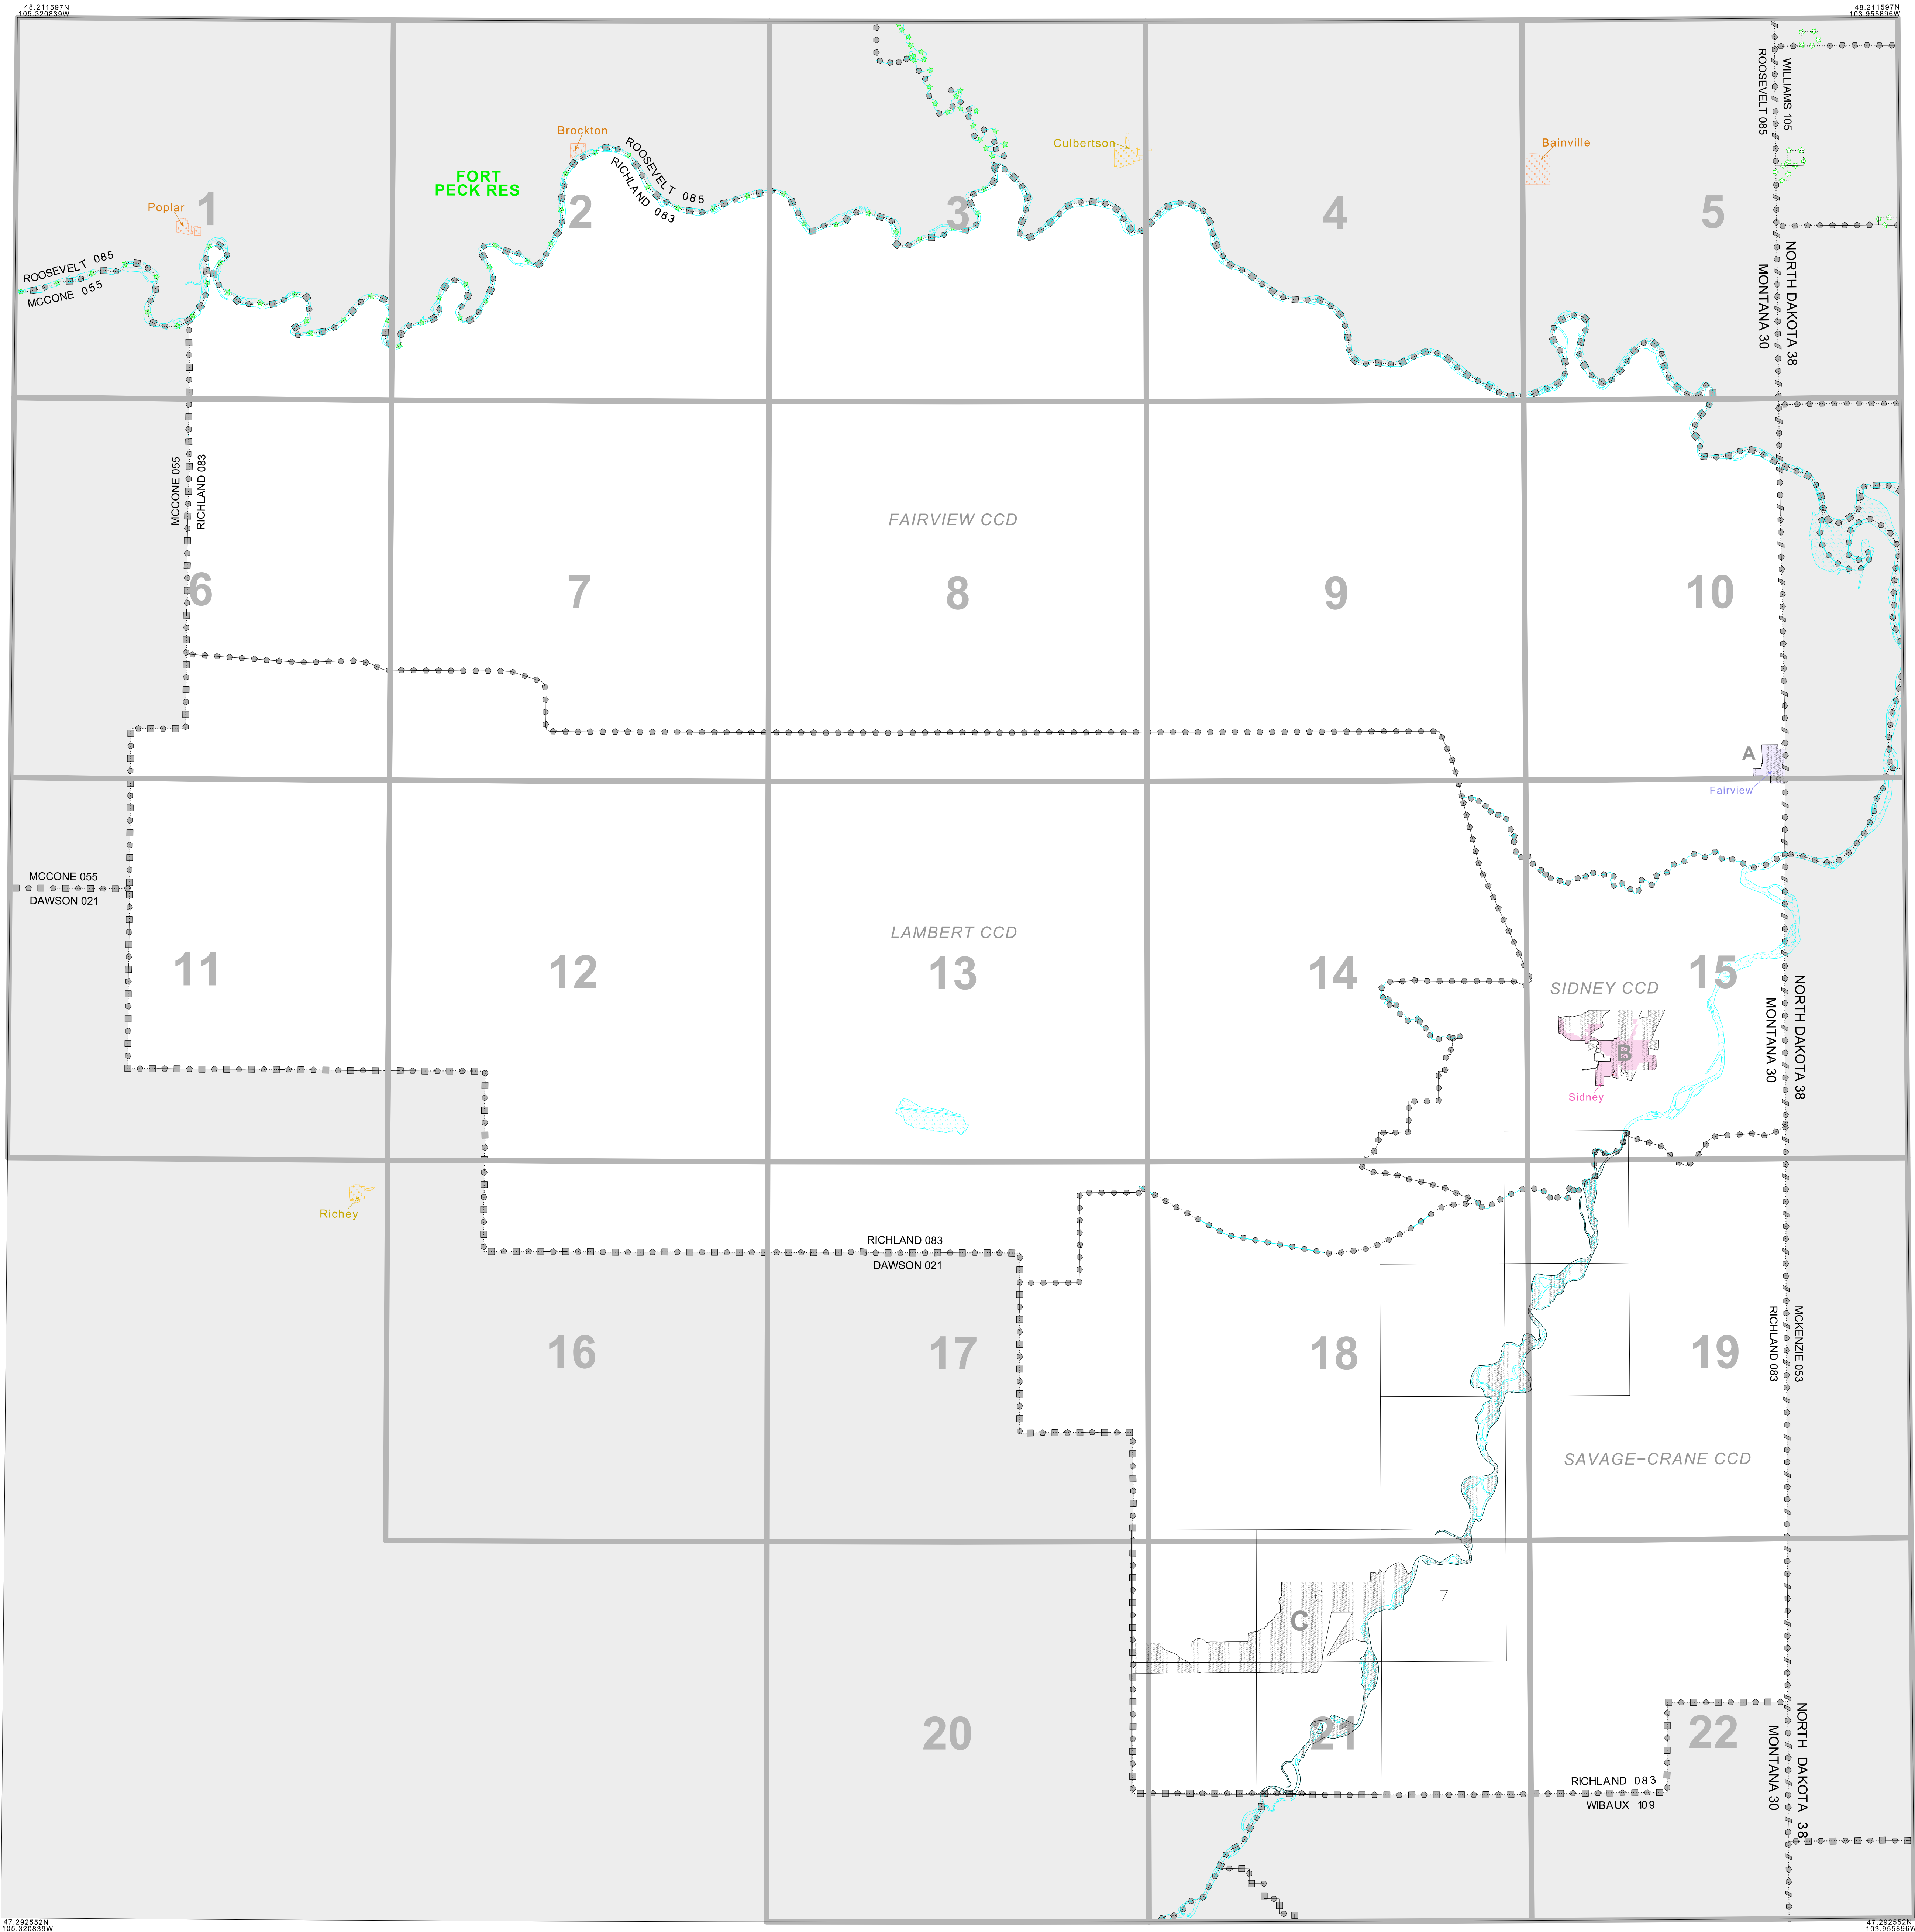 48.211597N
105.320839W
48.211597N
103.955896W
ROOSEVELT 085
WILLIAMS 105
Brockton
ROOSEVELT 085
RICHLAND 083
Culbertson
Bainville
FORT
PECK RES
Poplar
1
2
3
4
5
ROOSEVELT 085
MCCONE 055
MONTANA 30
NORTH DAKOTA 38
MCCONE 055
RICHLAND 083
FAIRVIEW CCD
6
7
8
9
10
A
Fairview
MCCONE 055
DAWSON 021
LAMBERT CCD
11
12
13
14
15
SIDNEY CCD
MONTANA 30
NORTH DAKOTA 38
B
Sidney
Richey
RICHLAND 083
DAWSON 021
16
17
18
19
RICHLAND 083
MCKENZIE 053
SAVAGE-CRANE CCD
6
7
C
20
21
22
MONTANA 30
NORTH DAKOTA 38
RICHLAND 083
WIBAUX 109
47.292552N
105.320839W
47.292552N
103.955896W